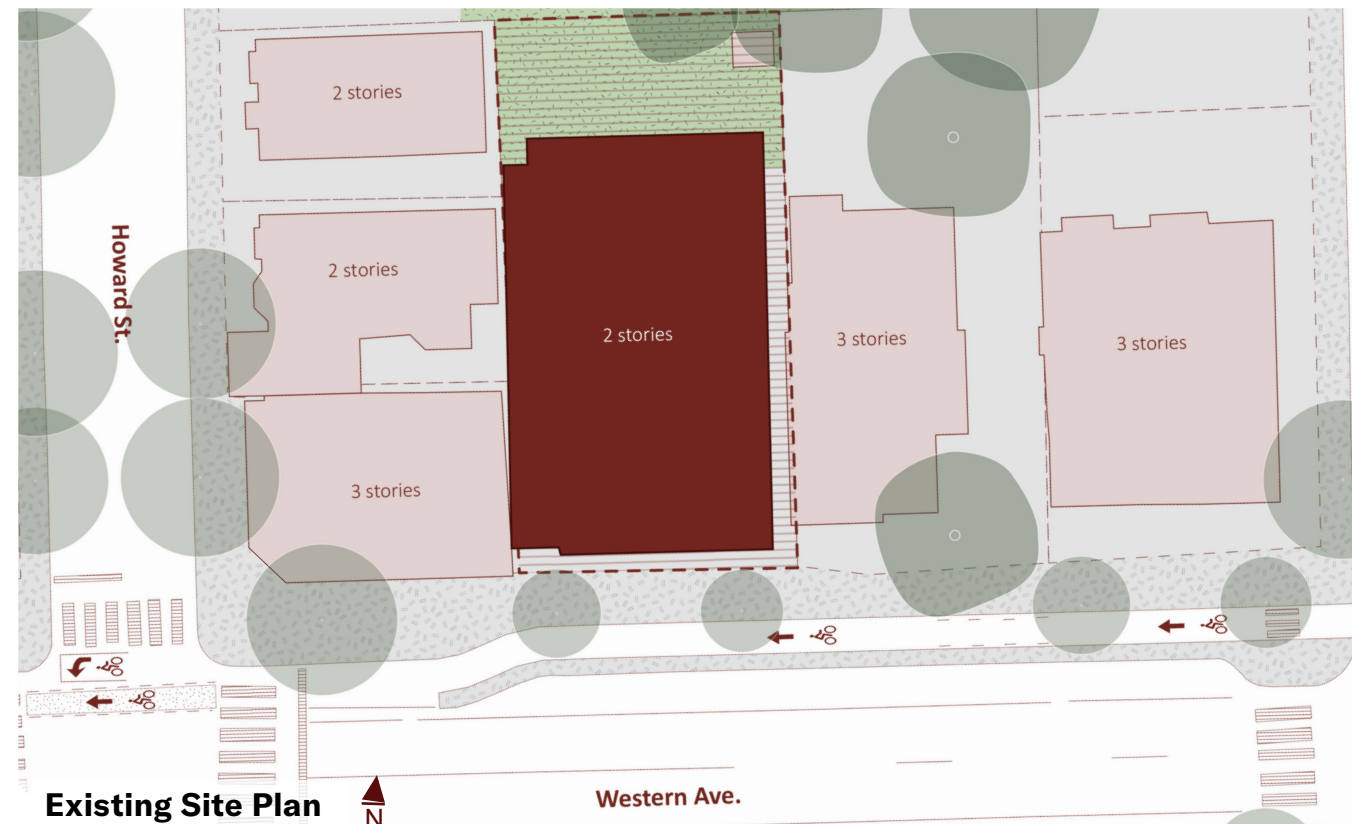 2 stories
Howard St.
2 stories
2 stories
3 stories
3 stories
3 stories
Western Ave.
Existing Site Plan
N